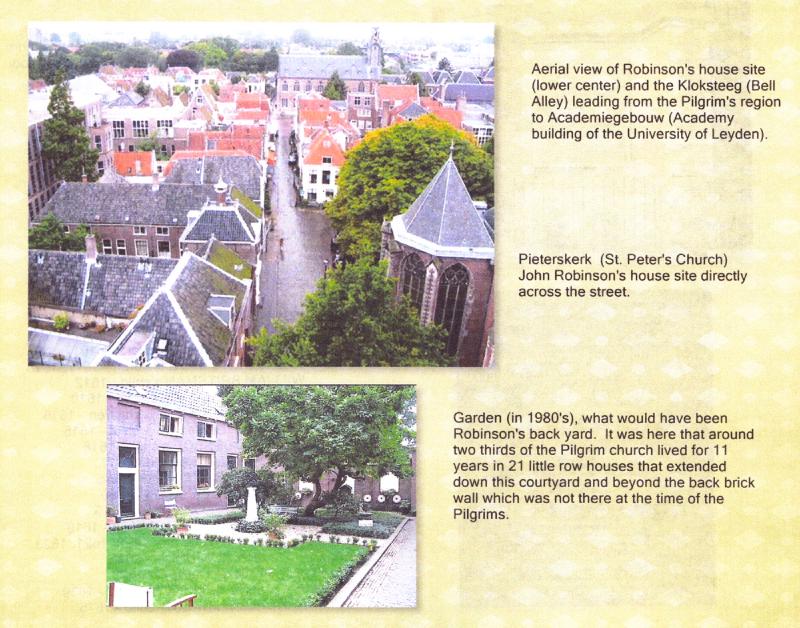 Aerial view of Robinson's house site
(lower center) and the Kloksteeg (Bell
Alley) leading from the Pilgrim's region
to Academiegebouw (Academy
building of the University of Leyden).
Pieterskerk (St. Peter's Church)
John Robinson's house site directly
across the street.
Garden (in 1980's), what would have been
Robinson's back yard. It was here that around
two thirds of the Pilgrim church lived for 11
years in 21 little row houses that extended
down this courtyard and beyond the back brick
wall which was not there at the time of the
Pilgrims.